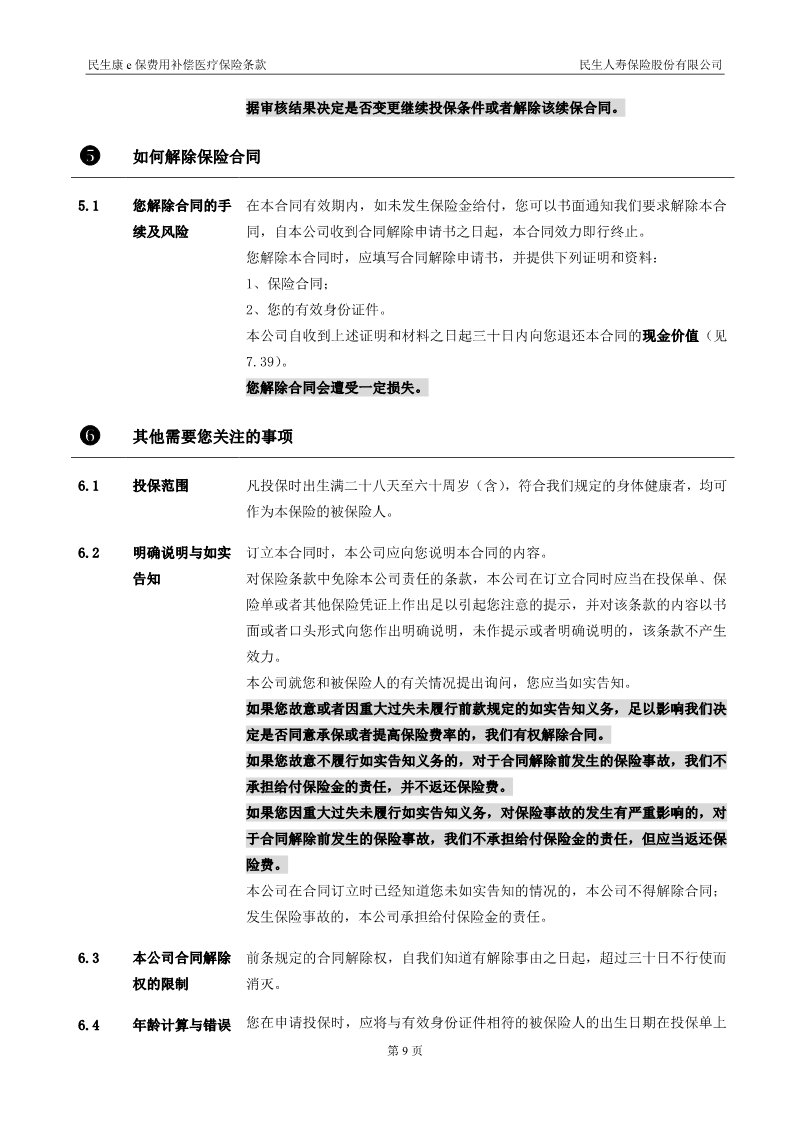 民生康 e 保费用补偿医疗保险条款 民生人寿保险股份有限公司
据审核结果决定是否变更继续投保条件或者解除该续保合同。
❺ 如何解除保险合同
5.1 您解除合同的手 在本合同有效期内，如未发生保险金给付，您可以书面通知我们要求解除本合
续及风险 同，自本公司收到合同解除申请书之日起，本合同效力即行终止。
您解除本合同时，应填写合同解除申请书，并提供下列证明和资料：
1、保险合同；
2、您的有效身份证件。
本公司自收到上述证明和材料之日起三十日内向您退还本合同的现金价值（见
7.39）。
您解除合同会遭受一定损失。
❻ 其他需要您关注的事项
6.1 投保范围 凡投保时出生满二十八天至六十周岁（含），符合我们规定的身体健康者，均可
作为本保险的被保险人。
6.2 明确说明与如实 订立本合同时，本公司应向您说明本合同的内容。
告知 对保险条款中免除本公司责任的条款，本公司在订立合同时应当在投保单、保
险单或者其他保险凭证上作出足以引起您注意的提示，并对该条款的内容以书
面或者口头形式向您作出明确说明，未作提示或者明确说明的，该条款不产生
效力。
本公司就您和被保险人的有关情况提出询问，您应当如实告知。
如果您故意或者因重大过失未履行前款规定的如实告知义务，足以影响我们决
定是否同意承保或者提高保险费率的，我们有权解除合同。
如果您故意不履行如实告知义务的，对于合同解除前发生的保险事故，我们不
承担给付保险金的责任，并不返还保险费。
如果您因重大过失未履行如实告知义务，对保险事故的发生有严重影响的，对
于合同解除前发生的保险事故，我们不承担给付保险金的责任，但应当返还保
险费。
本公司在合同订立时已经知道您未如实告知的情况的，本公司不得解除合同；
发生保险事故的，本公司承担给付保险金的责任。
6.3 本公司合同解除 前条规定的合同解除权，自我们知道有解除事由之日起，超过三十日不行使而
权的限制 消灭。
6.4 年龄计算与错误 您在申请投保时，应将与有效身份证件相符的被保险人的出生日期在投保单上
第 9 页